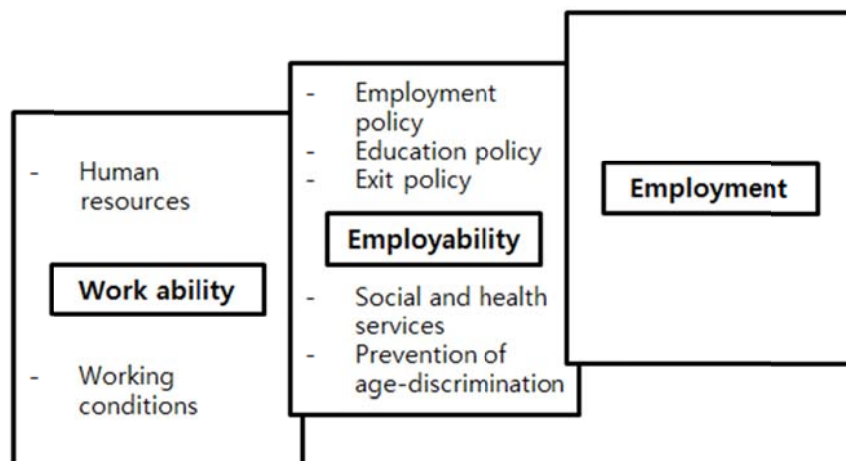 - Human
resources
Work ability
- Working
conditions
- Employment
policy
- Education policy
- Exit policy
Employability
- Social and health
services
- Prevention of
age-discrimination
Employment